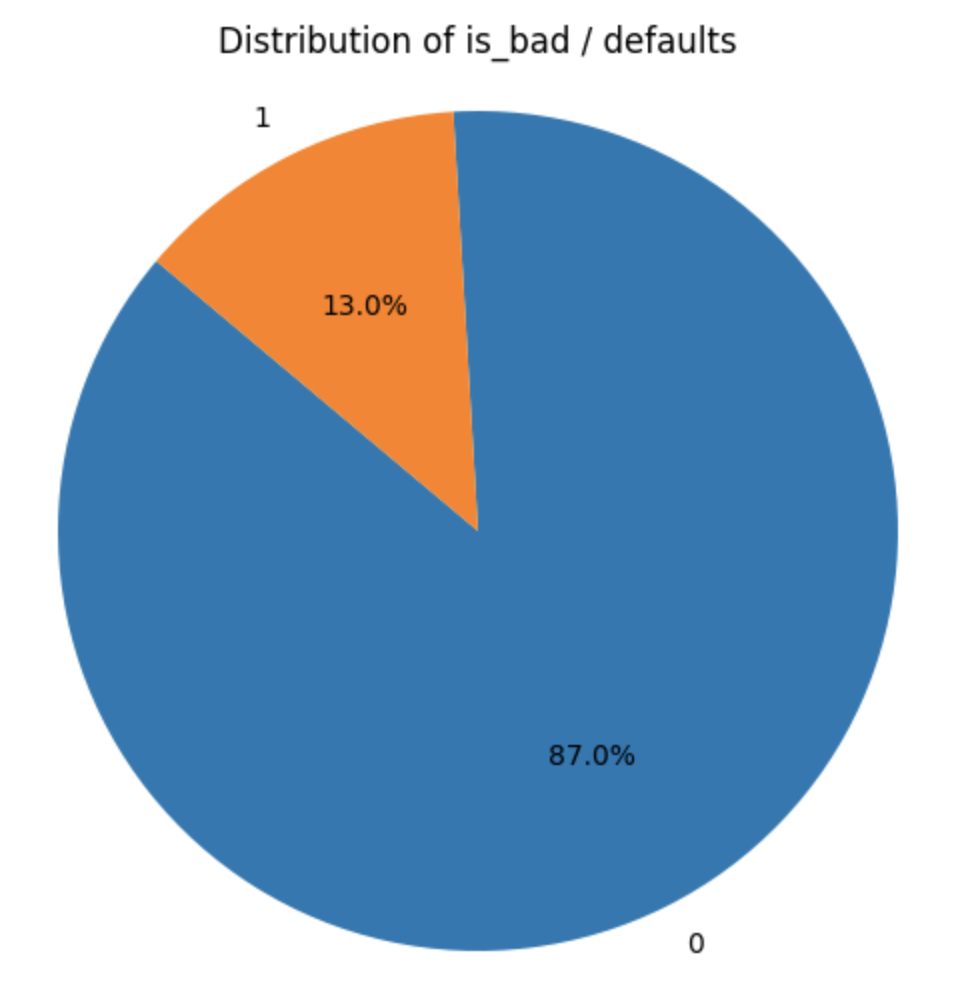 Distribution of is_bad / defaults
1
13.0%
87.0%
0